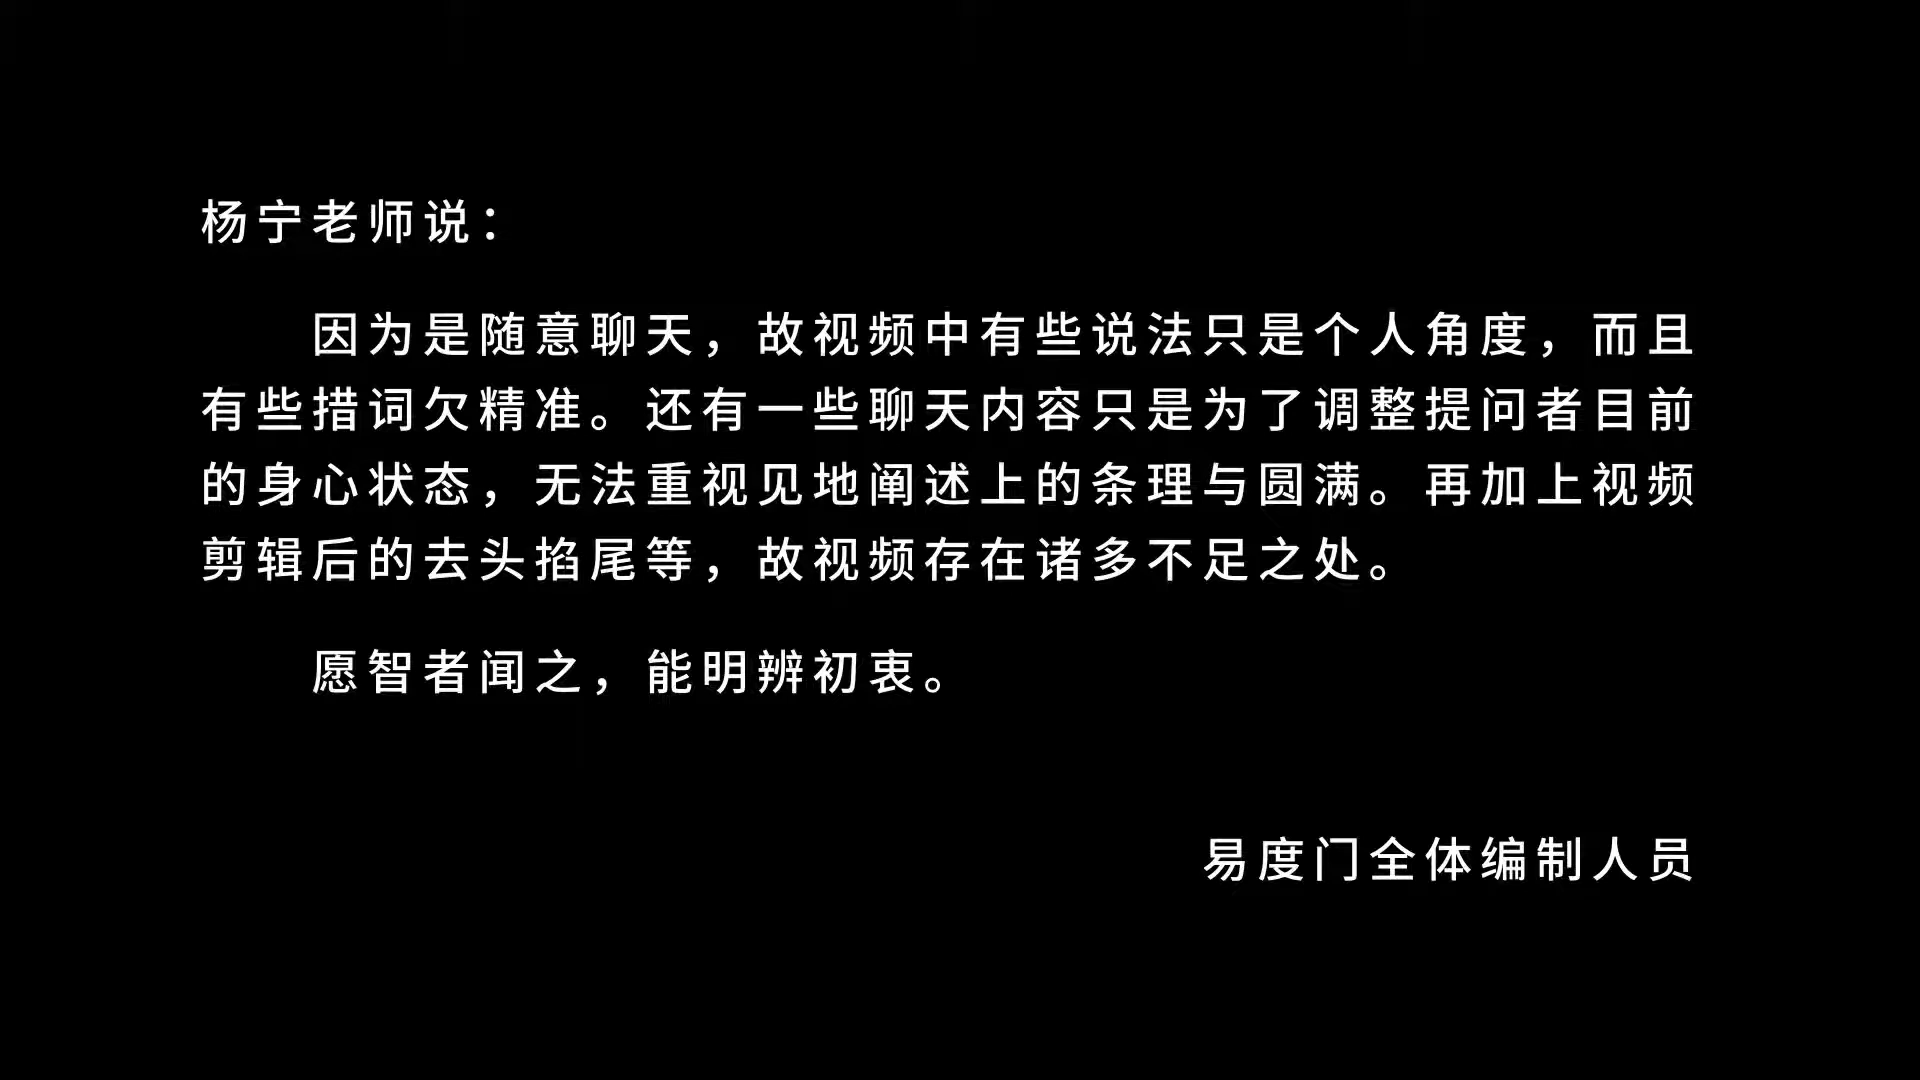 杨宁老师说：
因为是随意聊天，故视频中有些说法只是个人角度，而且
有些措词欠精准。还有一些聊天内容只是为了调整提问者目前
的身心状态，无法重视见地阐述上的条理与圆满。再加上视频
剪辑后的去头掐尾等，故视频存在诸多不足之处。
愿智者闻之，能明辨初衷。
易度门全体编制人员